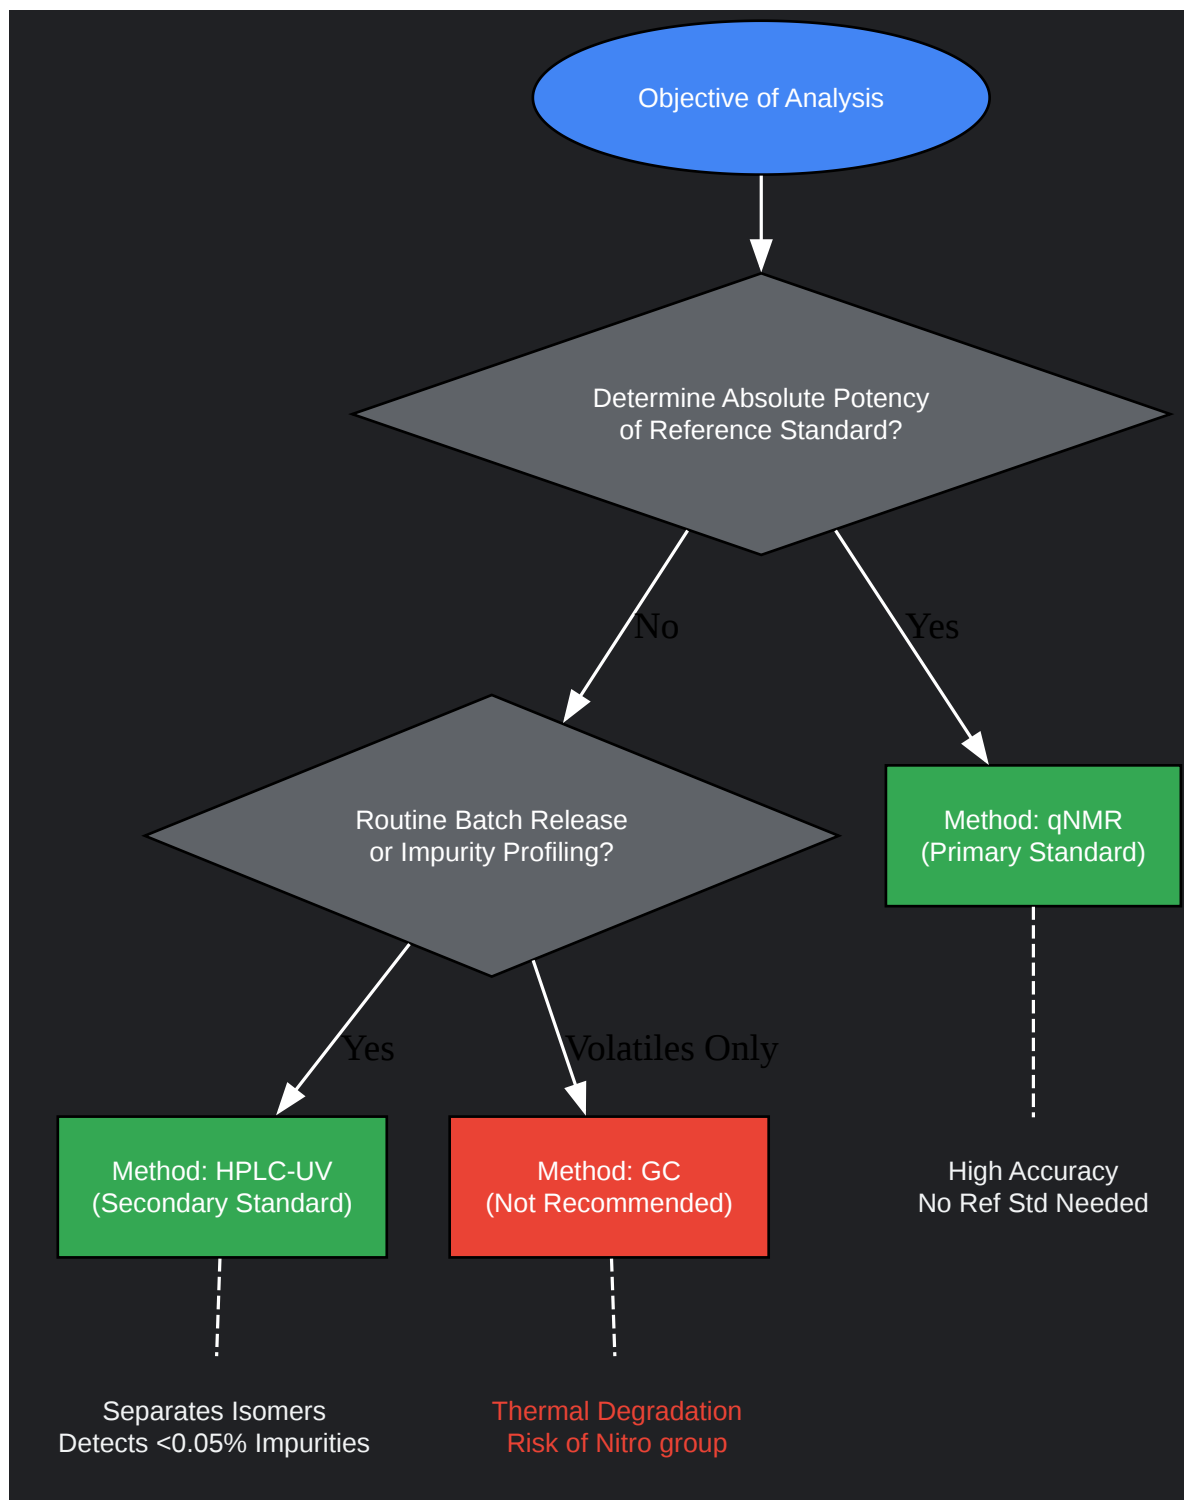 Objective of Analysis
Determine Absolute Potency
of Reference Standard?
No
Yes
Routine Batch Release
or Impurity Profiling?
Method: qNMR
(Primary Standard)
Yes
Volatiles Only
Method: HPLC-UV
(Secondary Standard)
Method: GC
(Not Recommended)
High Accuracy
No Ref Std Needed
Separates Isomers
Detects <0.05% Impurities
Thermal Degradation
Risk of Nitro group